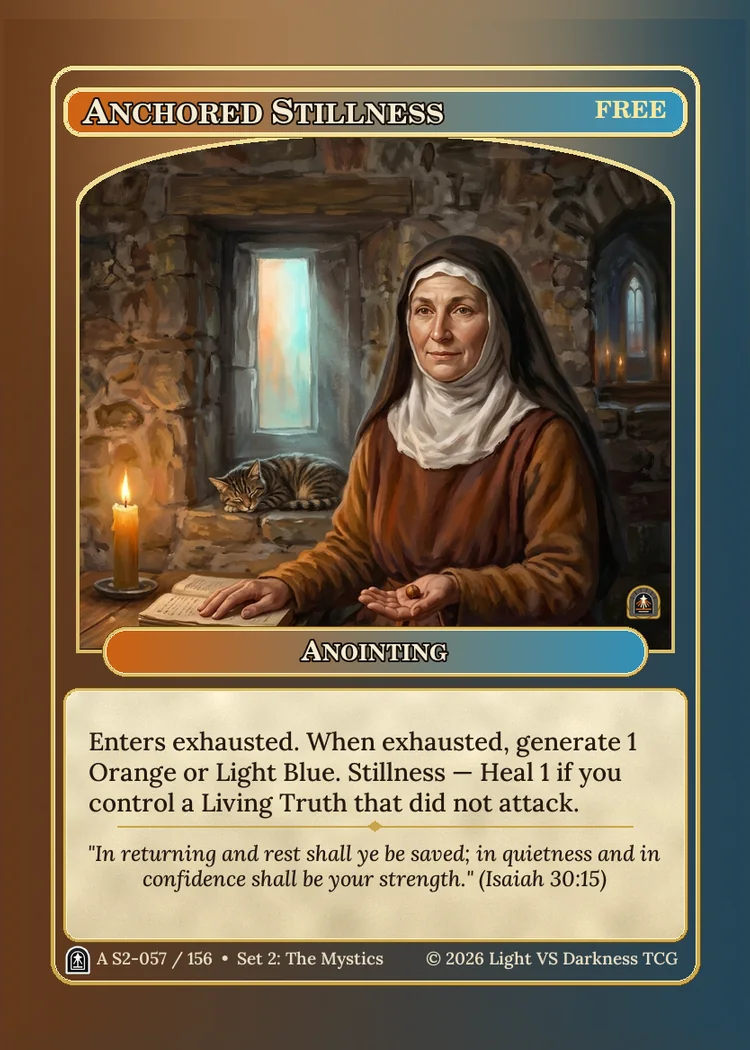 ANCHORED STILLNESS
FREE
ANOINTING
Enters exhausted. When exhausted, generate 1
Orange or Light Blue. Stillness — Heal 1 if you
control a Living Truth that did not attack.
"In returning and rest shall ye be saved; in quietness and in
confidence shall be your strength." (Isaiah 30:15)
A S2-057 / 156 • Set 2: The Mystics
© 2026 Light VS Darkness TCG